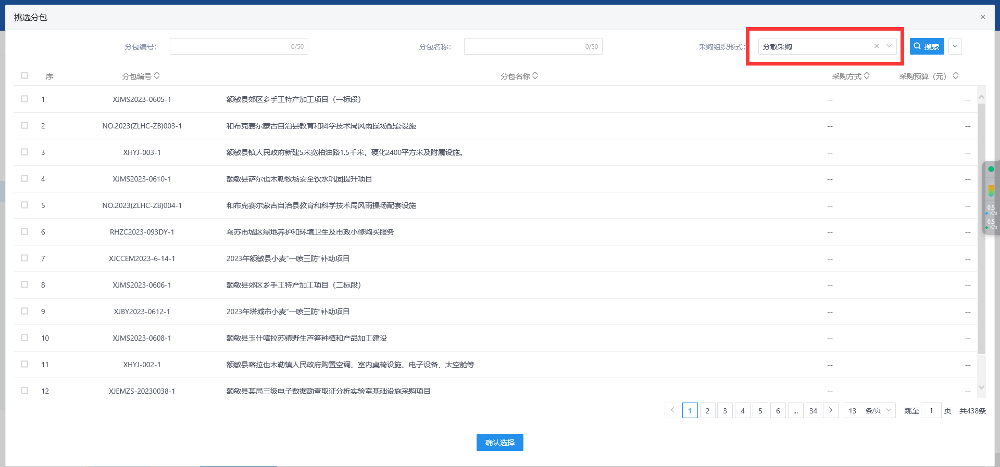 挑选分包
分包编号： 0/50 分包名称： 0/50 采购组织形式： 分散采购 搜索
序 分包编号 分包名称 采购方式 采购预算（元）
1 XJMS2023-0605-1 额敏县郊区乡手工特产加工项目（一标段） -- --
2 NO.2023(ZLHC-ZB)003-1 和布克赛尔蒙古自治县教育和科学技术局风雨操场配套设施 -- --
3 XHYJ-003-1 额敏县镇人民政府新建5米宽柏油路1.5千米，硬化2400平方米及附属设施。 -- --
4 XJMS2023-0610-1 额敏县萨尔也木勒牧场安全饮水巩固提升项目 -- --
5 NO.2023(ZLHC-ZB)004-1 和布克赛尔蒙古自治县教育和科学技术局风雨操场配套设施 -- --
6 RHZC2023-093DY-1 乌苏市城区绿地养护和环境卫生及市政小修购买服务 -- --
7 XJCCEM2023-6-14-1 2023年额敏县小麦“一喷三防”补助项目 -- --
8 XJMS2023-0606-1 额敏县郊区乡手工特产加工项目（二标段） -- --
9 XJBY2023-0612-1 2023年塔城市小麦“一喷三防”补助项目 -- --
10 XJMS2023-0608-1 额敏县玉什喀拉苏镇野生芦笋种植和产品加工建设 -- --
11 XHYJ-002-1 额敏县喀拉也木勒镇人民政府购置空调、室内桌椅设施、电子设备、太空舱等 -- --
12 XJEMZS-20230038-1 额敏县某局三级电子数据勘查取证分析实验室基础设施采购项目 -- --
1 2 3 4 5 6 ... 34 13 条/页 跳至 1 页 共438条
确认选择
0.5
K/s
0.5
K/s